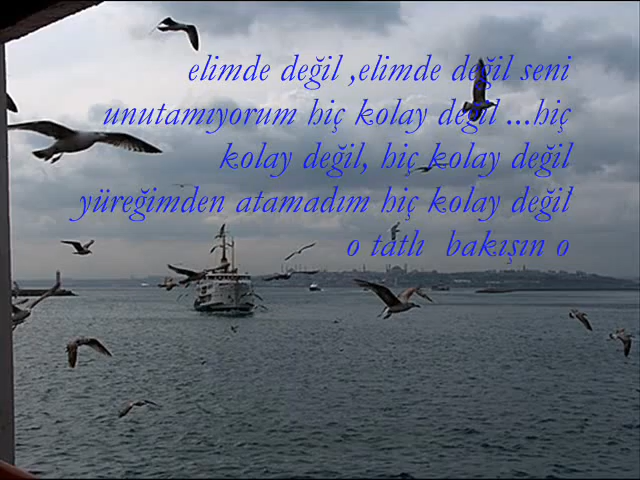 elimde değil ,elimde değil seni
unutamıyorum hiç kolay değil ...hiç
kolay değil, hiç kolay değil
yüreğimden atamadım hiç kolay değil
o tatlı  bakışın o